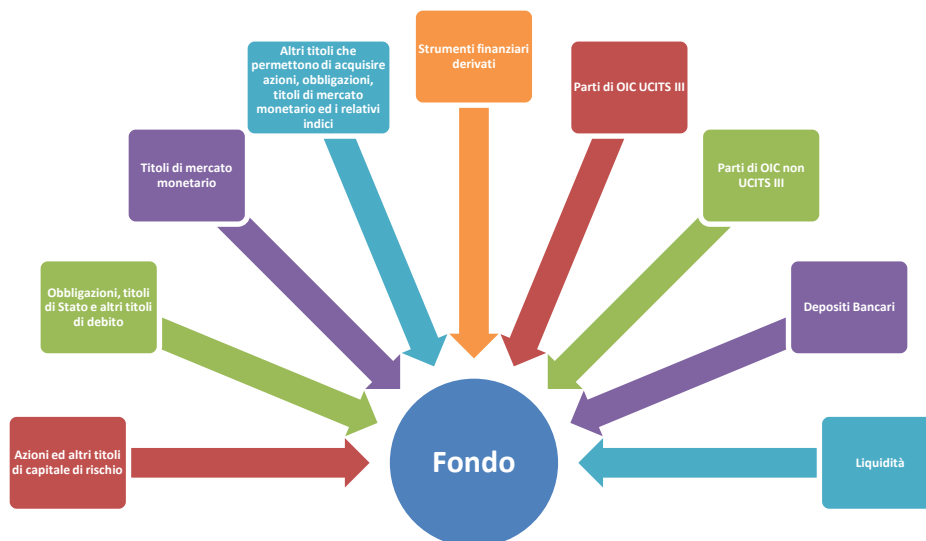 Azioni ed altri titoli
di capitale di rischio
Obbligazioni, titoli
di Stato e altri titoli
di debito
Titoli di mercato
monetario
Altri titoli che
permettono di acquisire
azioni, obbligazioni,
titoli di mercato
monetario ed i relativi
indici
Strumenti finanziari
derivati
Parti di OIC UCITS III
Parti di OIC non
UCITS III
Depositi Bancari
Liquidità
Fondo